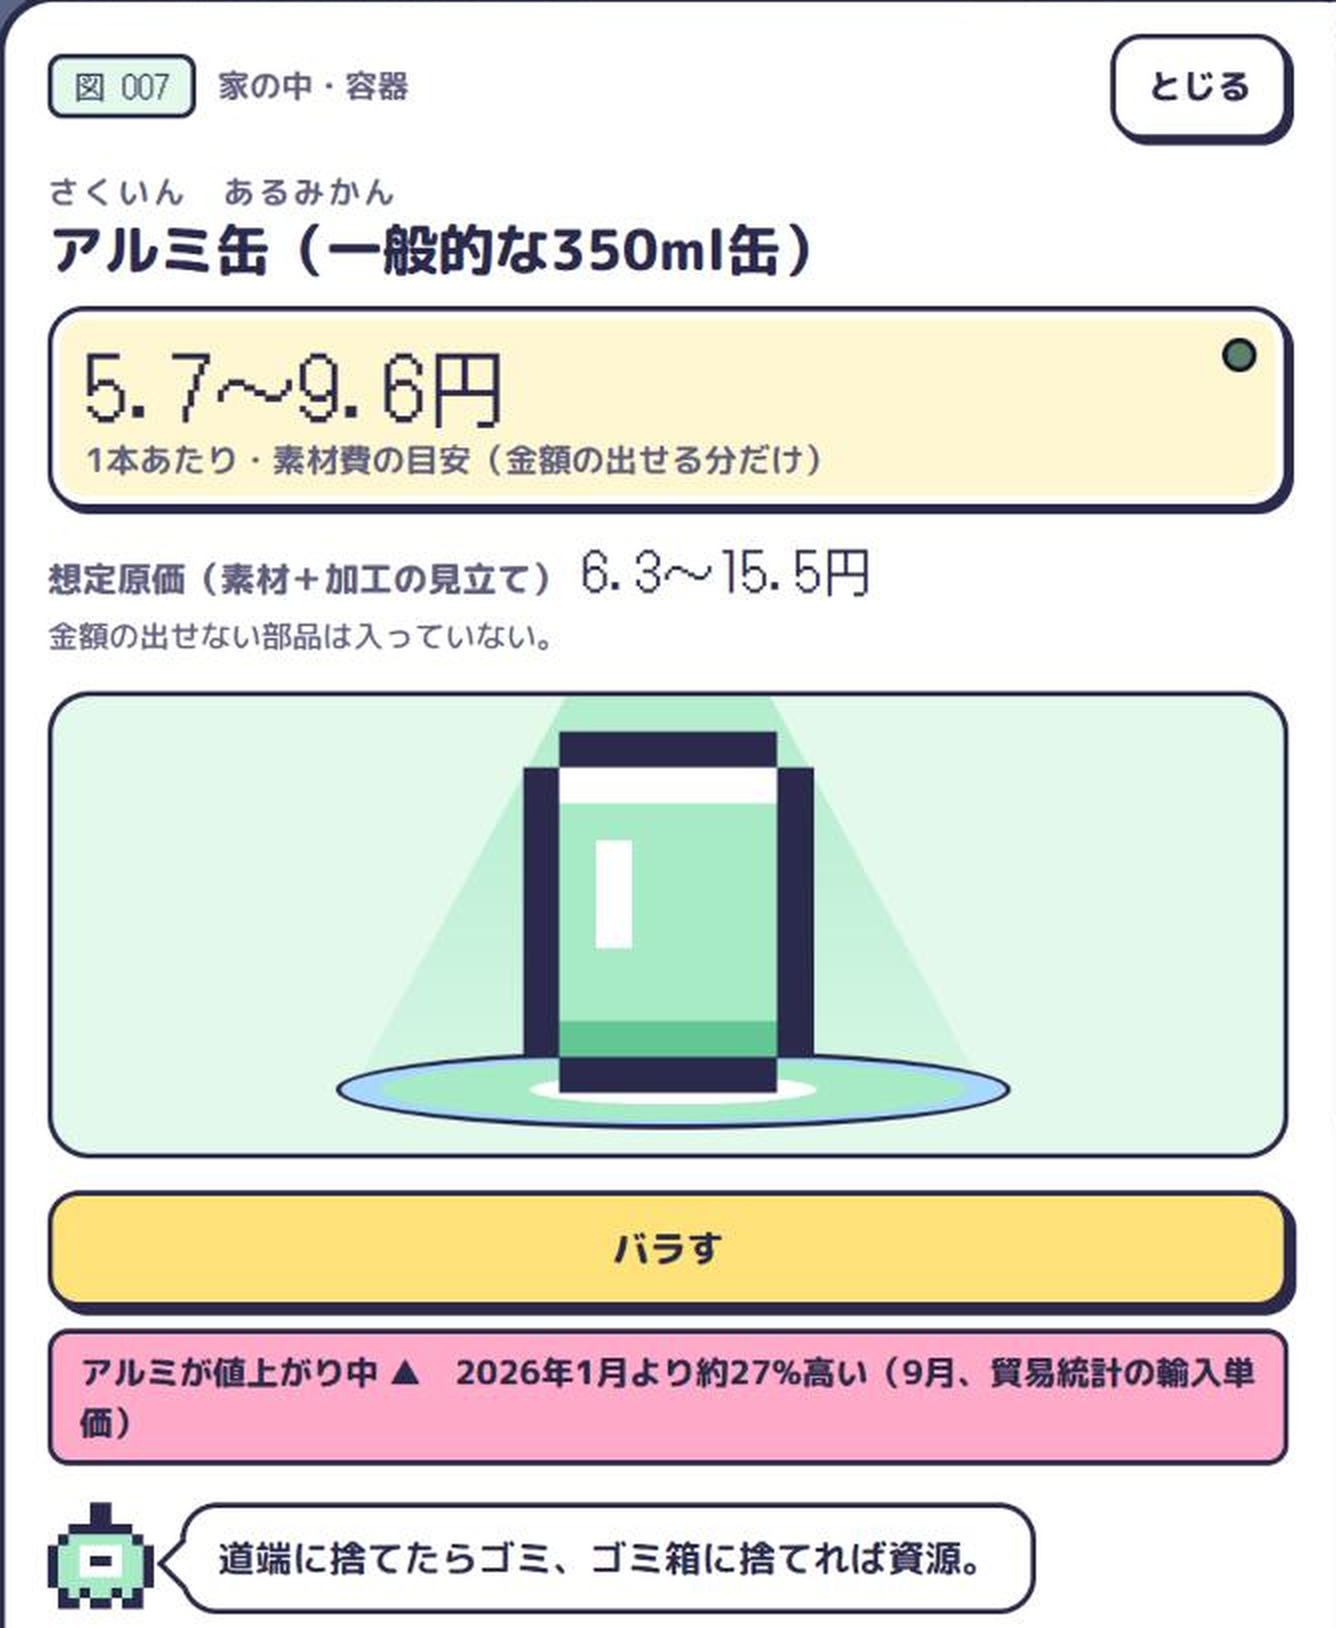 図 007 家の中・容器
とじる
さくいん　あるみかん
アルミ缶（一般的な350ml缶）
5.7〜9.6円
1本あたり・素材費の目安（金額の出せる分だけ）
想定原価（素材＋加工の見立て） 6.3〜15.5円
金額の出せない部品は入っていない。
バラす
アルミが値上がり中 ▲　2026年1月より約27%高い（9月、貿易統計の輸入単
価）
道端に捨てたらゴミ、ゴミ箱に捨てれば資源。